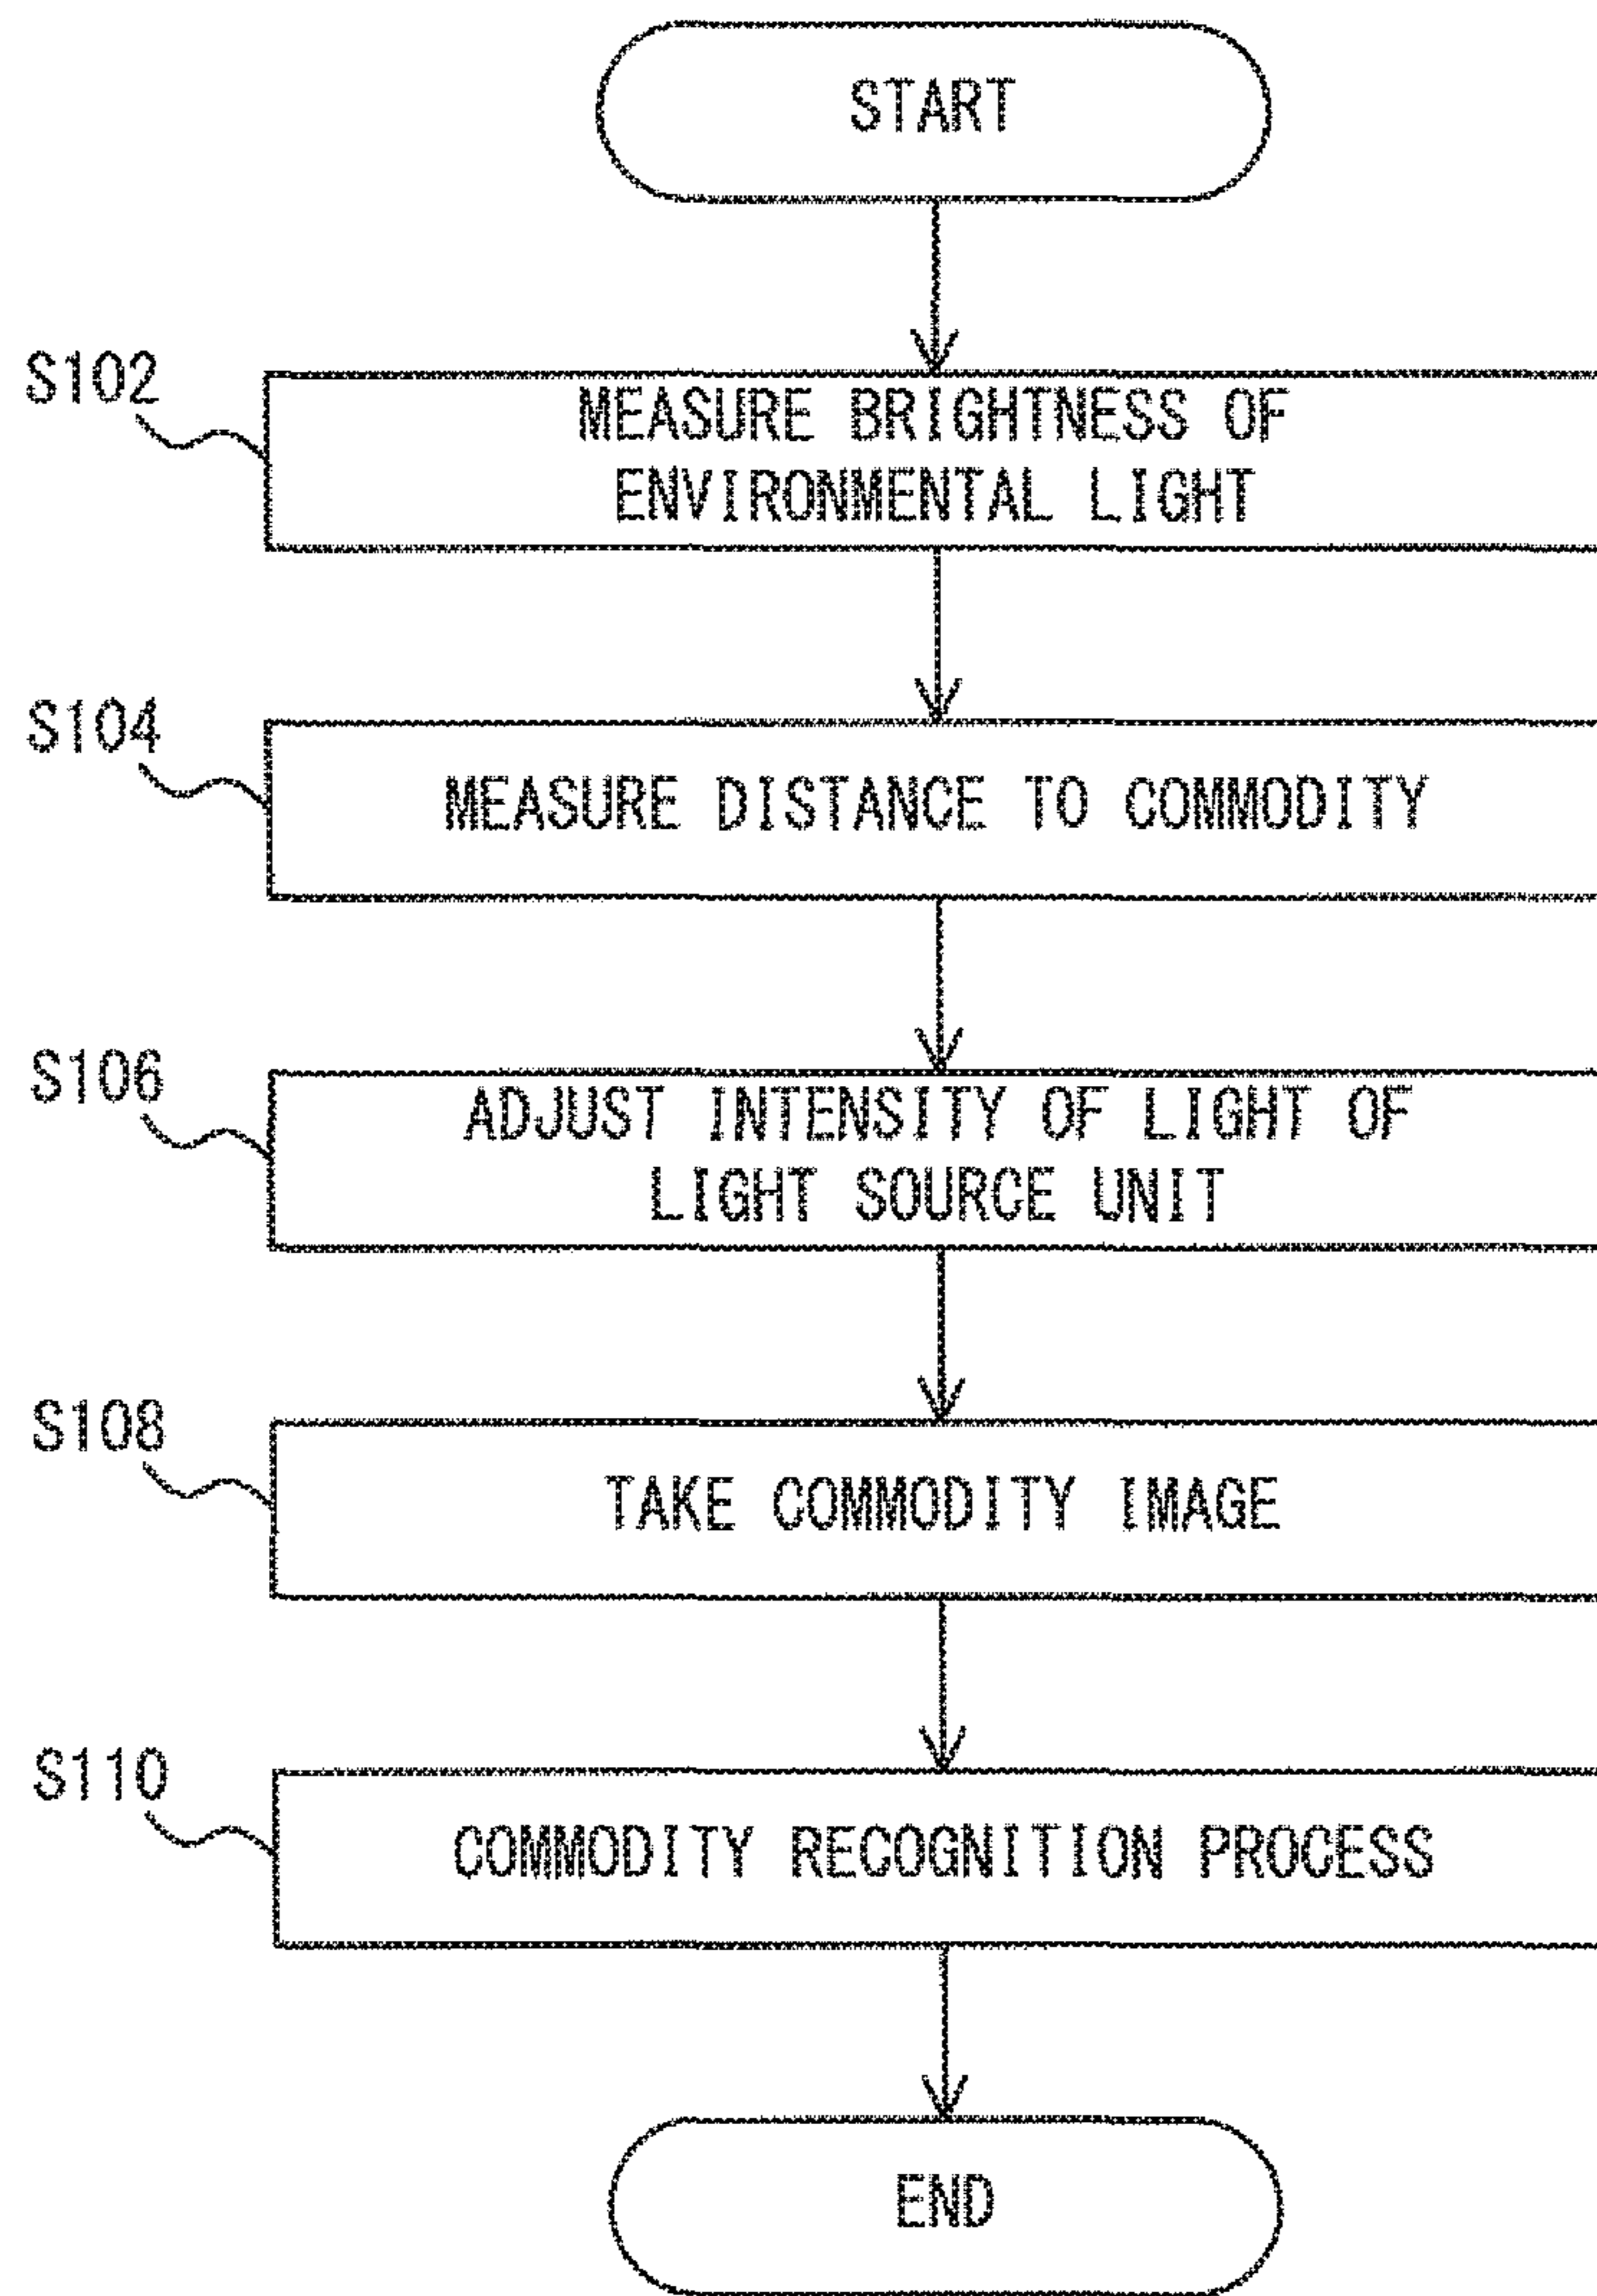 START
S102
MEASURE BRIGHTNESS OF
ENVIRONMENTAL LIGHT
S104
MEASURE DISTANCE TO COMMODITY
S106
ADJUST INTENSITY OF LIGHT OF
LIGHT SOURCE UNIT
S108
TAKE COMMODITY IMAGE
S110
COMMODITY RECOGNITION PROCESS
END